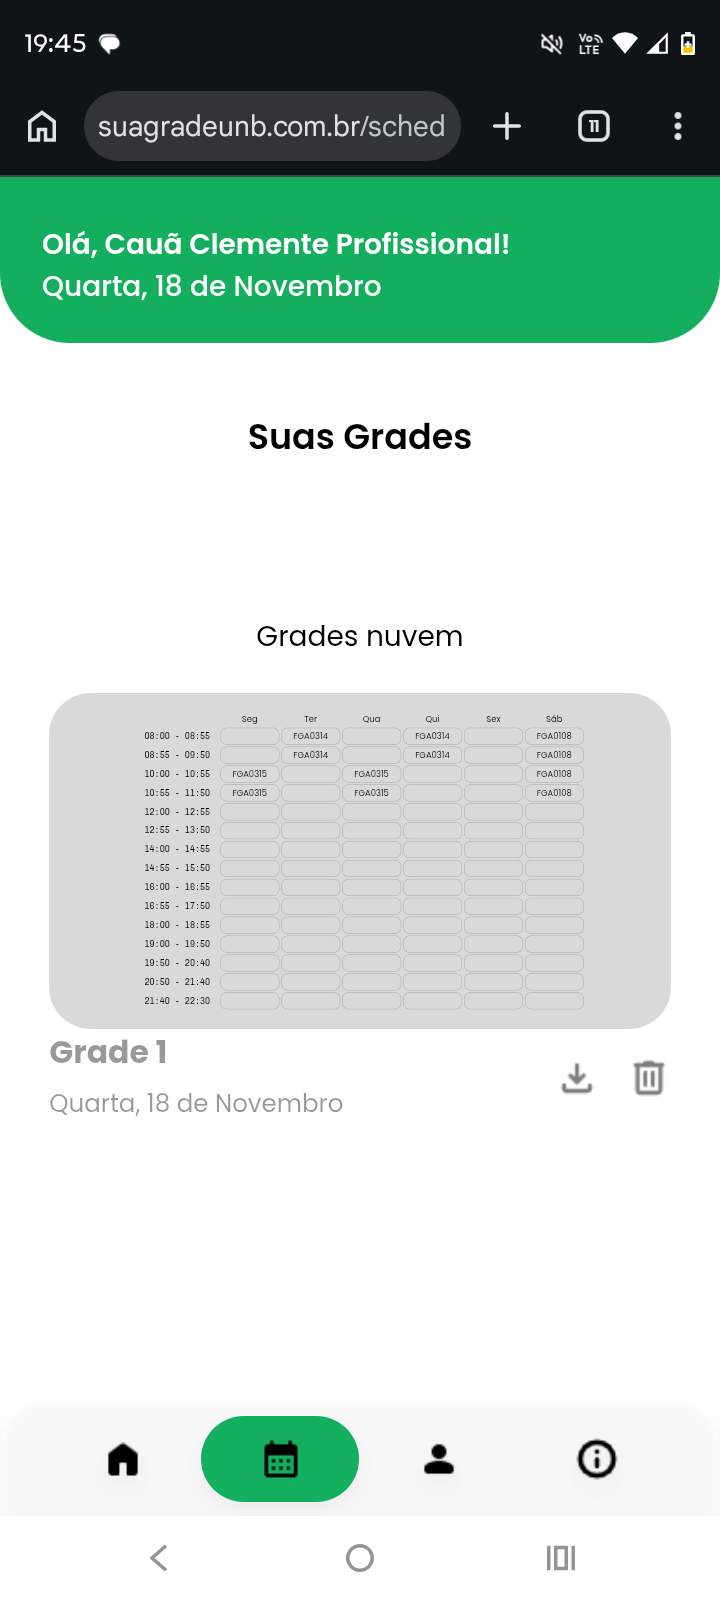 19:45
Vo LTE
suagradeunb.com.br/sched
11
Olá, Cauã Clemente Profissional!
Quarta, 18 de Novembro
Suas Grades
Grades nuvem
Seg Ter Qua Qui Sex Sáb
08:00 - 08:55 FGA0314 FGA0314 FGA0108
08:55 - 09:50 FGA0314 FGA0314 FGA0108
10:00 - 10:55 FGA0315 FGA0315 FGA0108
10:55 - 11:50 FGA0315 FGA0315 FGA0108
12:00 - 12:55
12:55 - 13:50
14:00 - 14:55
14:55 - 15:50
16:00 - 16:55
16:55 - 17:50
18:00 - 18:55
19:00 - 19:50
19:50 - 20:40
20:50 - 21:40
21:40 - 22:30
Grade 1
Quarta, 18 de Novembro